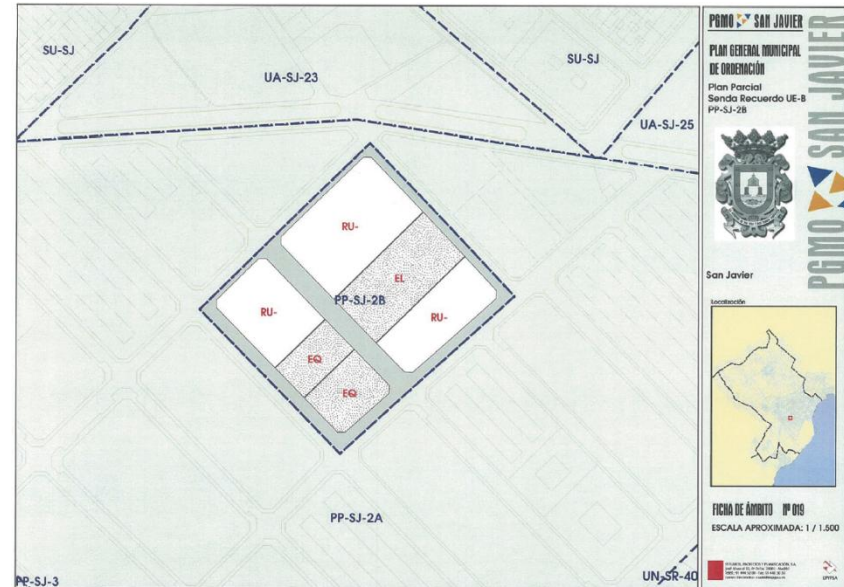 SU-SJ
UA-SJ-23
SU-SJ
UA-SJ-25
RU-
EL
PP-SJ-2B
RU-
RU-
EQ
EQ
PP-SJ-2A
PP-SJ-3
UN-SR-40
PGMO SAN JAVIER
PLAN GENERAL MUNICIPAL
DE ORDENACIÓN
Plan Parcial
Senda Recuerdo UE-B
PP-SJ-2B
PGMO SAN JAVIER
San Javier
Localización
FICHA DE ÁMBITO Nº 019
ESCALA APROXIMADA: 1 / 1.500